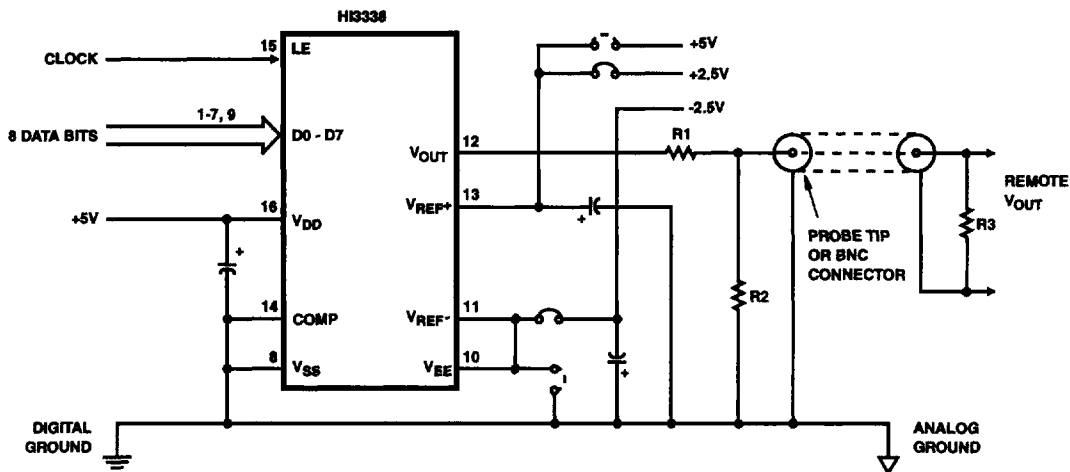 HI3338
CLOCK
15
LE
8 DATA BITS
1-7, 9
D0 - D7
+5V
16
VDD
+
14
COMP
8
VSS
12
VOUT
13
VREF+
11
VREF-
10
VEE
+5V
+2.5V
-2.5V
+
+
R1
R2
PROBE TIP
OR BNC
CONNECTOR
REMOTE
VOUT
R3
DIGITAL
GROUND
ANALOG
GROUND